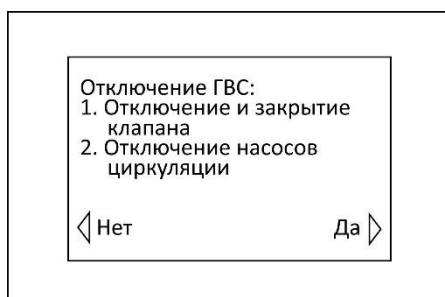 Отключение ГВС:
1. Отключение и закрытие
клапана
2. Отключение насосов
циркуляции
Нет Да